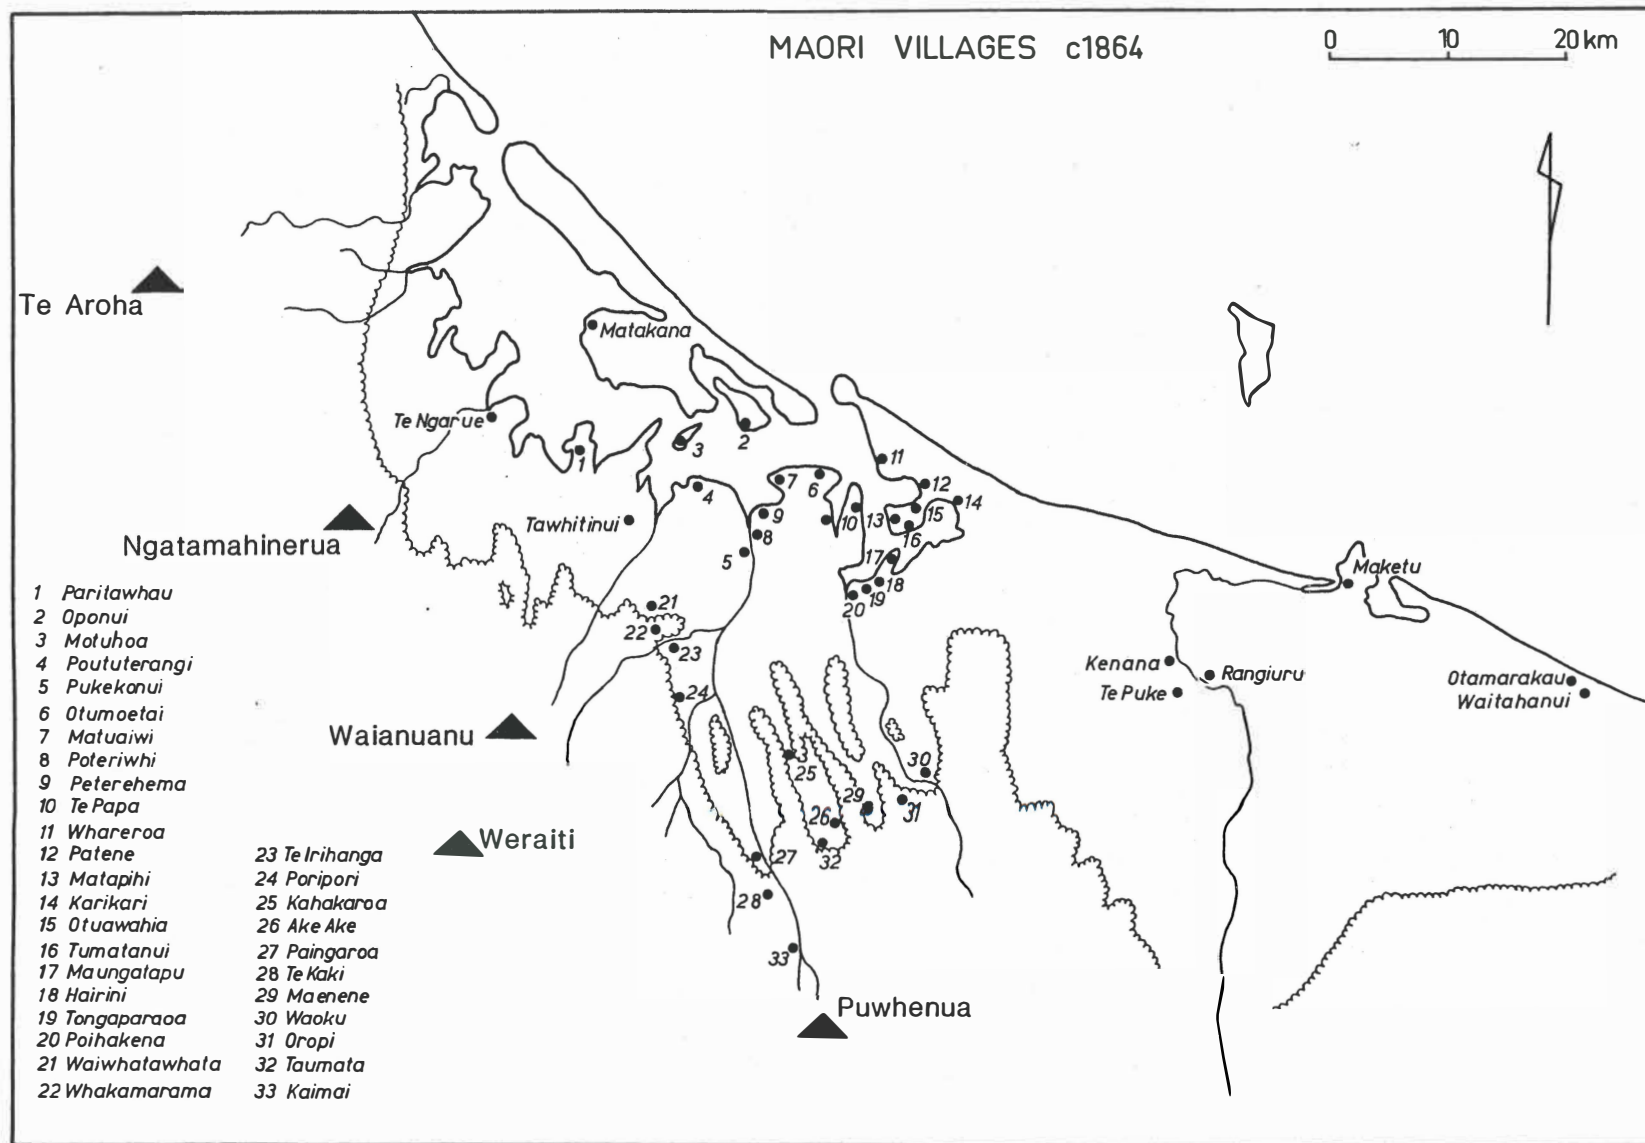 MAORI VILLAGES c1864
0 10 20 km
Te Aroha
Matakana
Te Ngarue
3
2
1
11
7
6
12
14
4
9
10
13
15
Tawhitinui
8
16
Ngatamahinerua
5
17
Maketu
18
19
20
21
22
23
Kenana
Rangiuru
Te Puke
Otamarakau
Waitahanui
24
Waianuanu
25
30
29
31
26
Weraiti
27
32
28
33
Puwhenua
1 Paritawhau
2 Oponui
3 Motuhoa
4 Poututerangi
5 Pukekonui
6 Otumoetai
7 Matuaiwi
8 Poteriwhi
9 Peterehema
10 Te Papa
11 Whareroa
12 Patene
13 Matapihi
14 Karikari
15 Otuawahia
16 Tumatanui
17 Maungatapu
18 Hairini
19 Tongaparaoa
20 Poihakena
21 Waiwhatawhata
22 Whakamarama
23 Te Irihanga
24 Poripori
25 Kahakaroa
26 Ake Ake
27 Paingaroa
28 Te Kaki
29 Maenene
30 Waoku
31 Oropi
32 Taumata
33 Kaimai